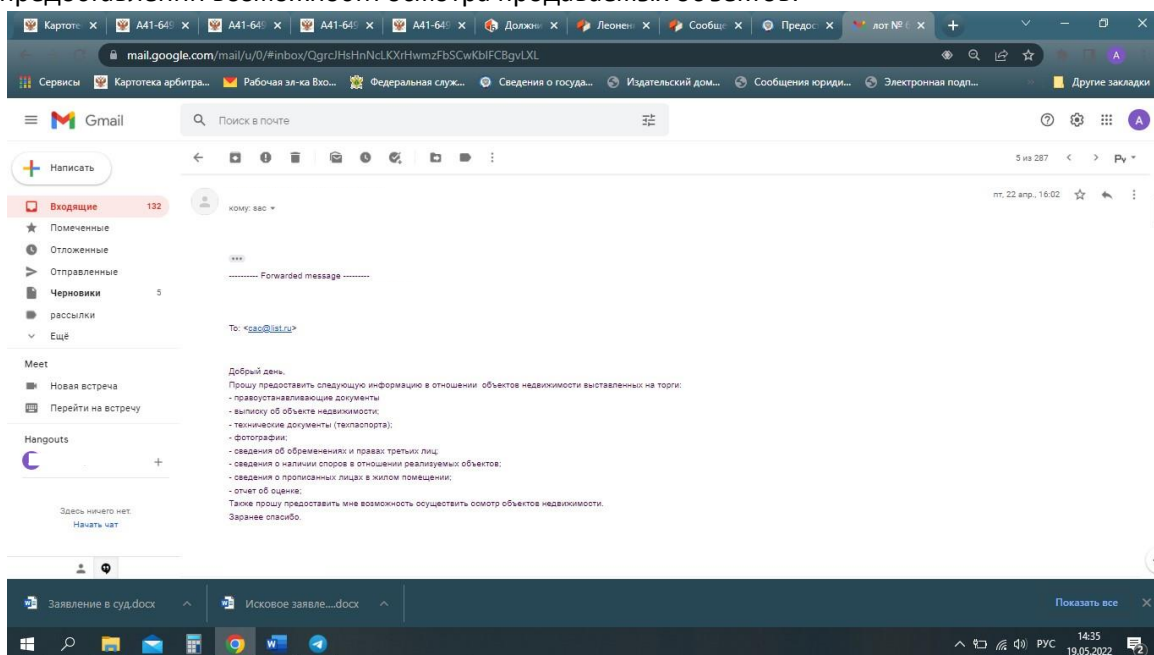 предоставлении возможности осмотра продаваемых объектов.
Картоте A41-649 A41-649 A41-649 A41-649 Должни Леонен Сообще Предос лот №
mail.google.com/mail/u/0/#inbox/QgrcJHsHnNcLKXrHwmzFbSCwKblFCBgvLXL
Сервисы Картотека арбитра... Рабочая эл-ка Вхо... Федеральная служ... Сведения о госуда... Издательский дом... Сообщения юриди... Электронная подп... Другие закладки
Gmail Поиск в почте A
Написать 5 из 287
Входящие 132 кому: вас пт, 22 апр., 16:02
Помеченные
Отложенные
Отправленные ---------- Forwarded message ---------
Черновики 5
рассылки
Ещё To: <cao@list.ru>
Meet
Новая встреча
Перейти на встречу
Hangouts
Здесь ничего нет.
Начать чат
Добрый день,
Прошу предоставить следующую информацию в отношении объектов недвижимости выставленных на торги:
- правоустанавливающие документы
- выписку об объекте недвижимости;
- технические документы (техпаспорта);
- фотографии;
- сведения об обременениях и правах третьих лиц;
- сведения о наличии споров в отношении реализуемых объектов;
- сведения о прописанных лицах в жилом помещении;
- отчет об оценке;
Также прошу предоставить мне возможность осуществить осмотр объектов недвижимости.
Заранее спасибо.
Заявление в суд.docx Исковое заявле....docx Показать все
РУС 14:35
19.05.2022